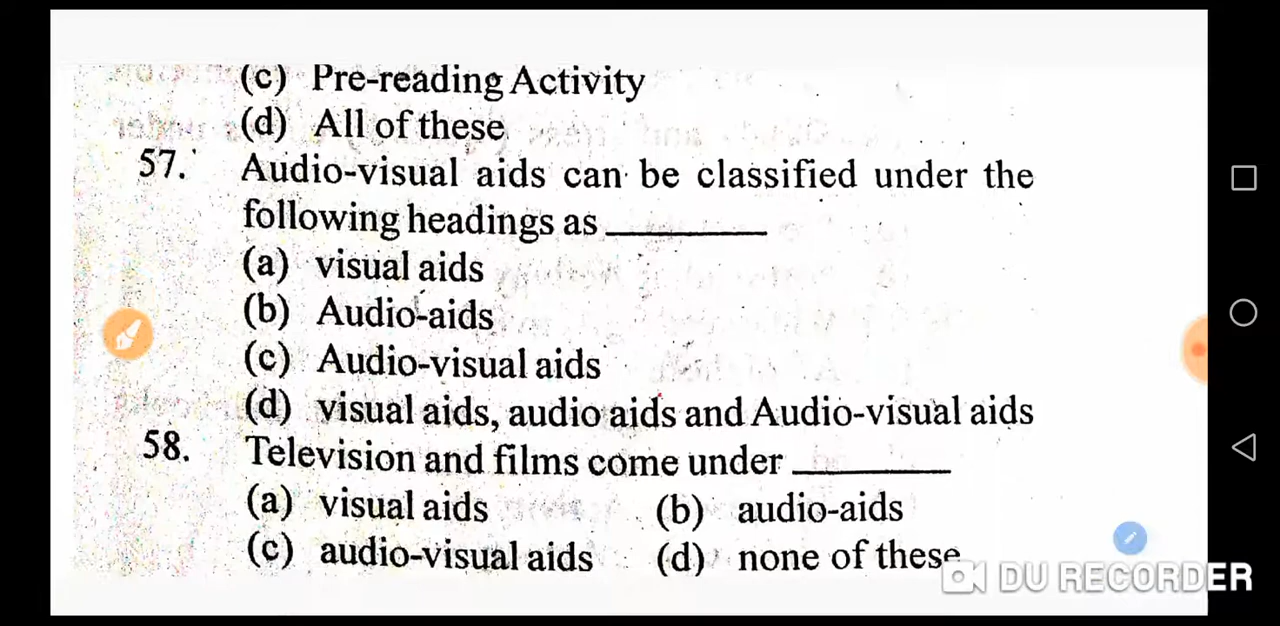 (c) Pre-reading Activity
(d) All of these
57. Audio-visual aids can be classified under the
following headings as ________
(a) visual aids
(b) Audio-aids
(c) Audio-visual aids
(d) visual aids, audio aids and Audio-visual aids
58. Television and films come under ________
(a) visual aids (b) audio-aids
(c) audio-visual aids (d) none of these
DU RECORDER